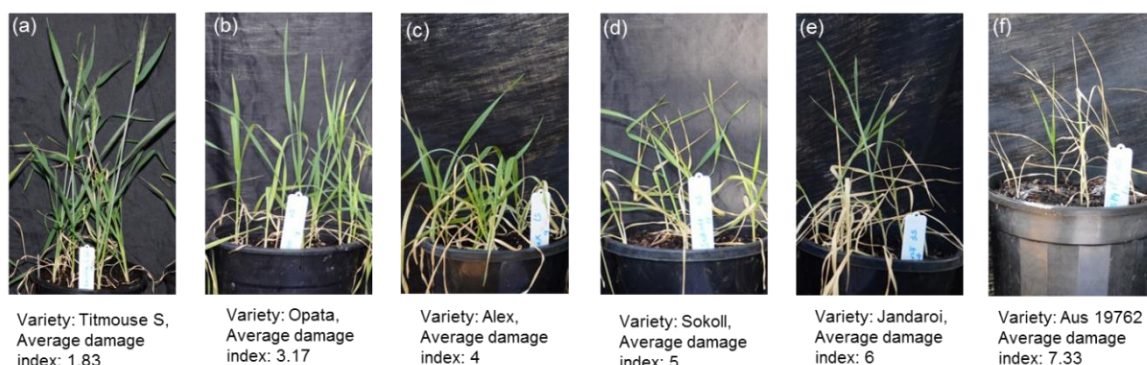 (a)
(b)
(c)
(d)
(e)
(f)
Variety: Titmouse S,
Average damage
index: 1.83
Variety: Opata,
Average damage
index: 3.17
Variety: Alex,
Average damage
index: 4
Variety: Sokoll,
Average damage
index: 5
Variety: Jandaroi,
Average damage
index: 6
Variety: Aus 19762
Average damage
index: 7.33